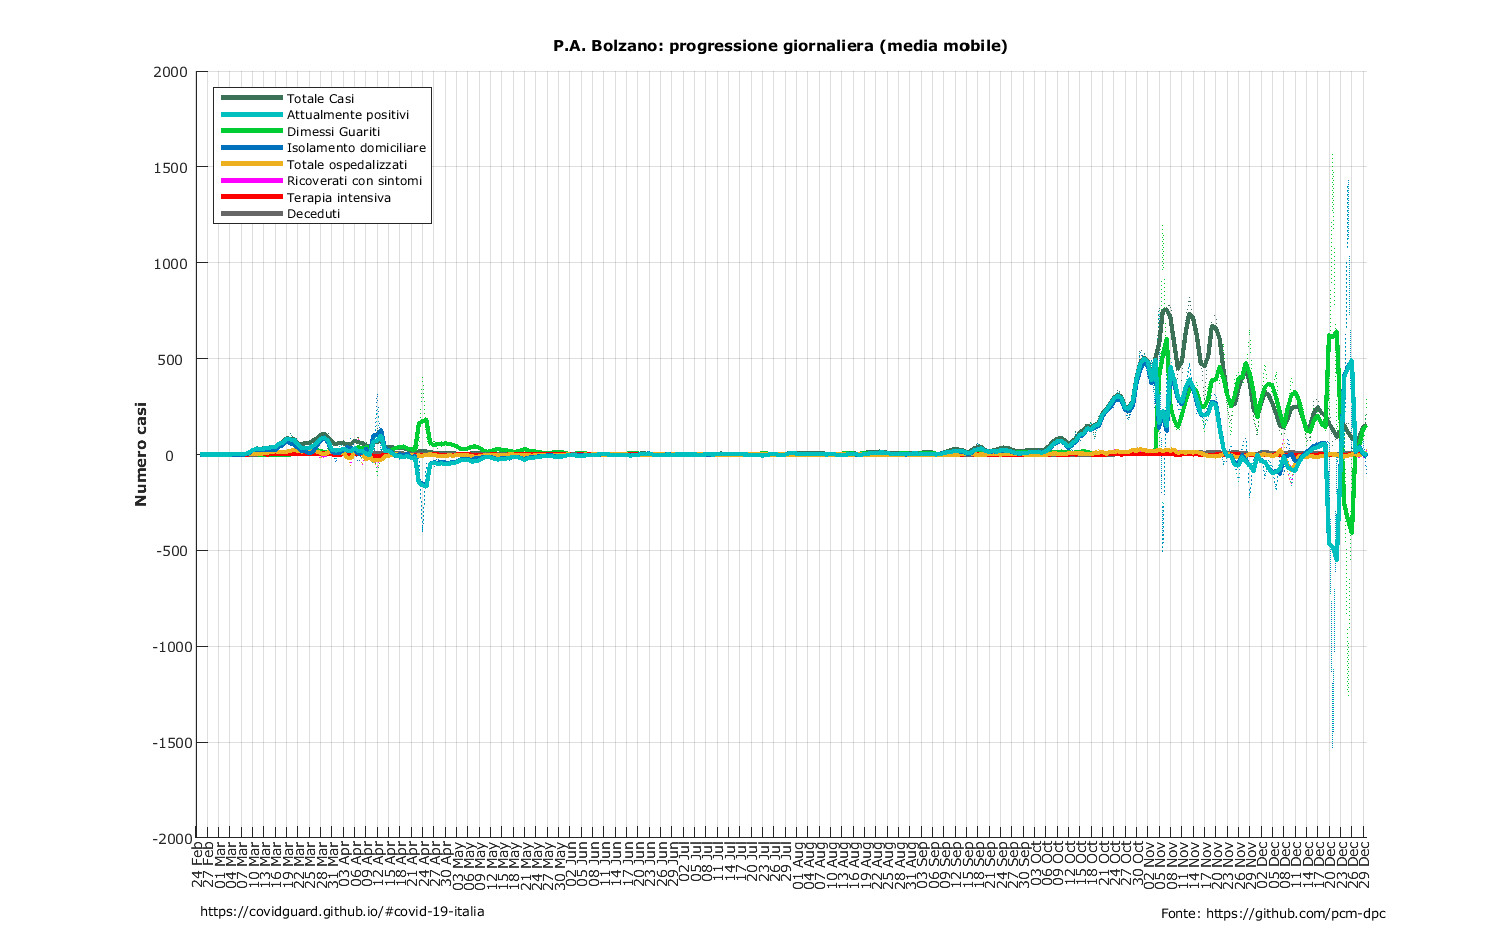 P.A. Bolzano: progressione giornaliera (media mobile)
2000
1500
1000
500
0
-500
-1000
-1500
-2000
Numero casi
Totale Casi
Attualmente positivi
Dimessi Guariti
Isolamento domiciliare
Totale ospedalizzati
Ricoverati con sintomi
Terapia intensiva
Deceduti
24 Feb
27 Feb
01 Mar
04 Mar
07 Mar
10 Mar
13 Mar
16 Mar
19 Mar
22 Mar
25 Mar
28 Mar
31 Mar
03 Apr
06 Apr
09 Apr
12 Apr
15 Apr
18 Apr
21 Apr
24 Apr
27 Apr
30 Apr
03 May
06 May
09 May
12 May
15 May
18 May
21 May
24 May
27 May
30 May
02 Jun
05 Jun
08 Jun
11 Jun
14 Jun
17 Jun
20 Jun
23 Jun
26 Jun
29 Jun
02 Jul
05 Jul
08 Jul
11 Jul
14 Jul
17 Jul
20 Jul
23 Jul
26 Jul
29 Jul
01 Aug
04 Aug
07 Aug
10 Aug
13 Aug
16 Aug
19 Aug
22 Aug
25 Aug
28 Aug
31 Aug
03 Sep
06 Sep
09 Sep
12 Sep
15 Sep
18 Sep
21 Sep
24 Sep
27 Sep
30 Sep
03 Oct
06 Oct
09 Oct
12 Oct
15 Oct
18 Oct
21 Oct
24 Oct
27 Oct
30 Oct
02 Nov
05 Nov
08 Nov
11 Nov
14 Nov
17 Nov
20 Nov
23 Nov
26 Nov
29 Nov
02 Dec
05 Dec
08 Dec
11 Dec
14 Dec
17 Dec
20 Dec
23 Dec
26 Dec
29 Dec
https://covidguard.github.io/#covid-19-italia
Fonte: https://github.com/pcm-dpc